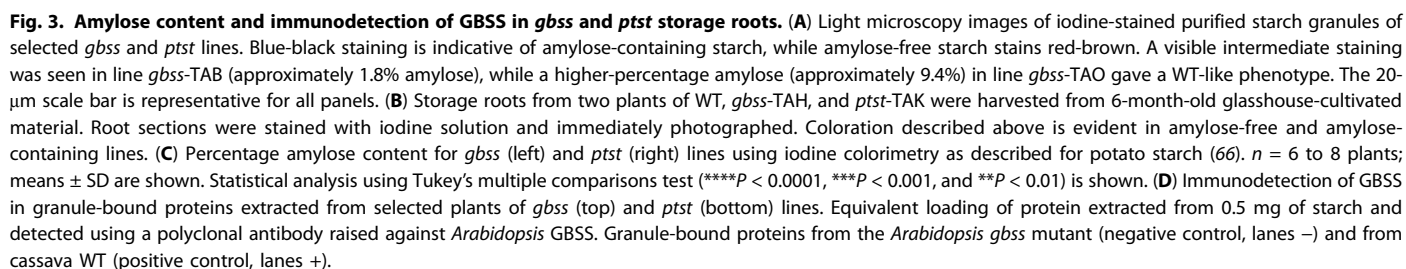 Fig. 3. Amylose content and immunodetection of GBSS in gbss and ptst storage roots. (A) Light microscopy images of iodine-stained purified starch granules of
selected gbss and ptst lines. Blue-black staining is indicative of amylose-containing starch, while amylose-free starch stains red-brown. A visible intermediate staining
was seen in line gbss-TAB (approximately 1.8% amylose), while a higher-percentage amylose (approximately 9.4%) in line gbss-TAO gave a WT-like phenotype. The 20-
μm scale bar is representative for all panels. (B) Storage roots from two plants of WT, gbss-TAH, and ptst-TAK were harvested from 6-month-old glasshouse-cultivated
material. Root sections were stained with iodine solution and immediately photographed. Coloration described above is evident in amylose-free and amylose-
containing lines. (C) Percentage amylose content for gbss (left) and ptst (right) lines using iodine colorimetry as described for potato starch (66). n = 6 to 8 plants;
means ± SD are shown. Statistical analysis using Tukey's multiple comparisons test (****P < 0.0001, ***P < 0.001, and **P < 0.01) is shown. (D) Immunodetection of GBSS
in granule-bound proteins extracted from selected plants of gbss (top) and ptst (bottom) lines. Equivalent loading of protein extracted from 0.5 mg of starch and
detected using a polyclonal antibody raised against Arabidopsis GBSS. Granule-bound proteins from the Arabidopsis gbss mutant (negative control, lanes −) and from
cassava WT (positive control, lanes +).